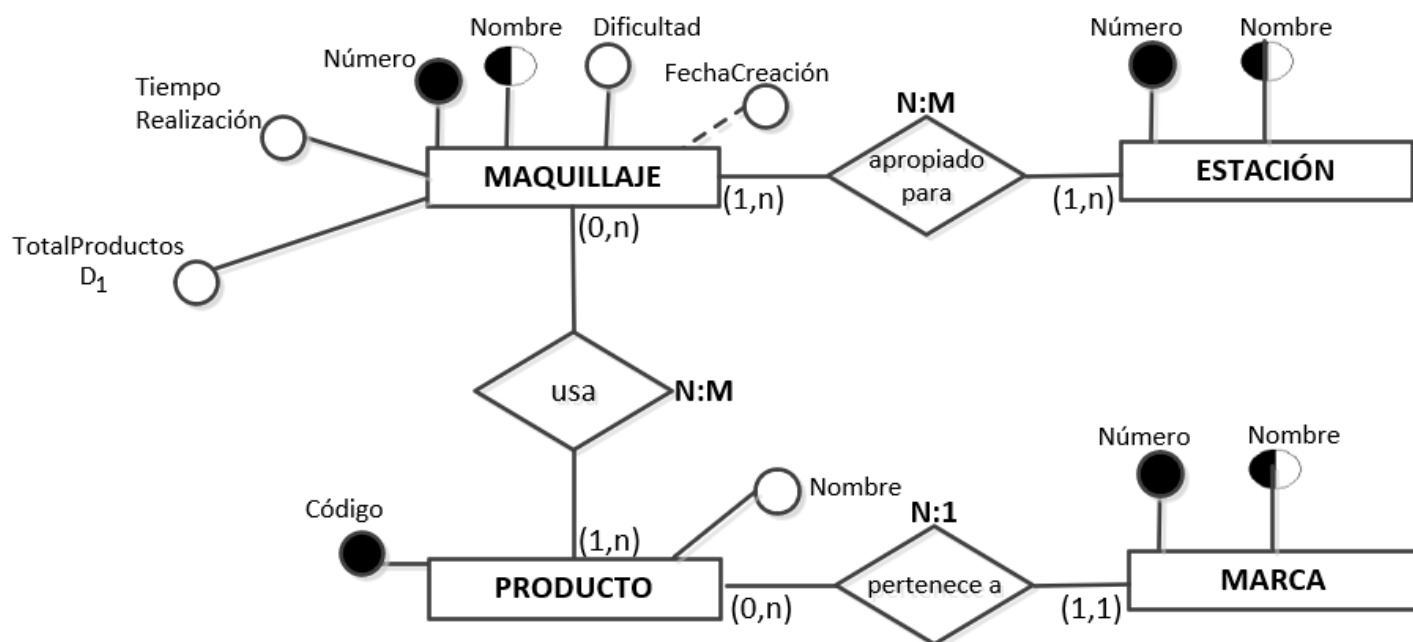 Nombre
Dificultad
Número
FechaCreación
Tiempo
Realización
MAQUILLAJE
TotalProductos
D1
(0,n)
(1,n)
N:M
apropiado
para
(1,n)
Número
Nombre
ESTACIÓN
usa
N:M
(1,n)
Código
Nombre
PRODUCTO
(0,n)
N:1
pertenece a
(1,1)
Número
Nombre
MARCA